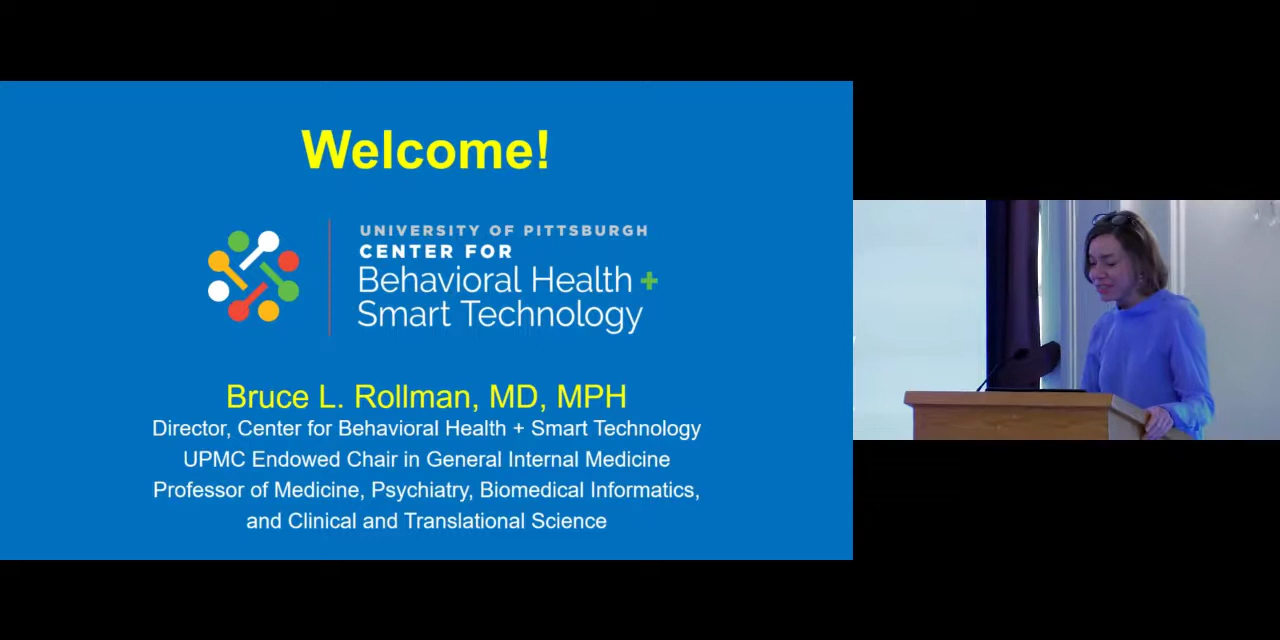 Welcome!
UNIVERSITY OF PITTSBURGH
CENTER FOR
Behavioral Health +
Smart Technology
Bruce L. Rollman, MD, MPH
Director, Center for Behavioral Health + Smart Technology
UPMC Endowed Chair in General Internal Medicine
Professor of Medicine, Psychiatry, Biomedical Informatics,
and Clinical and Translational Science